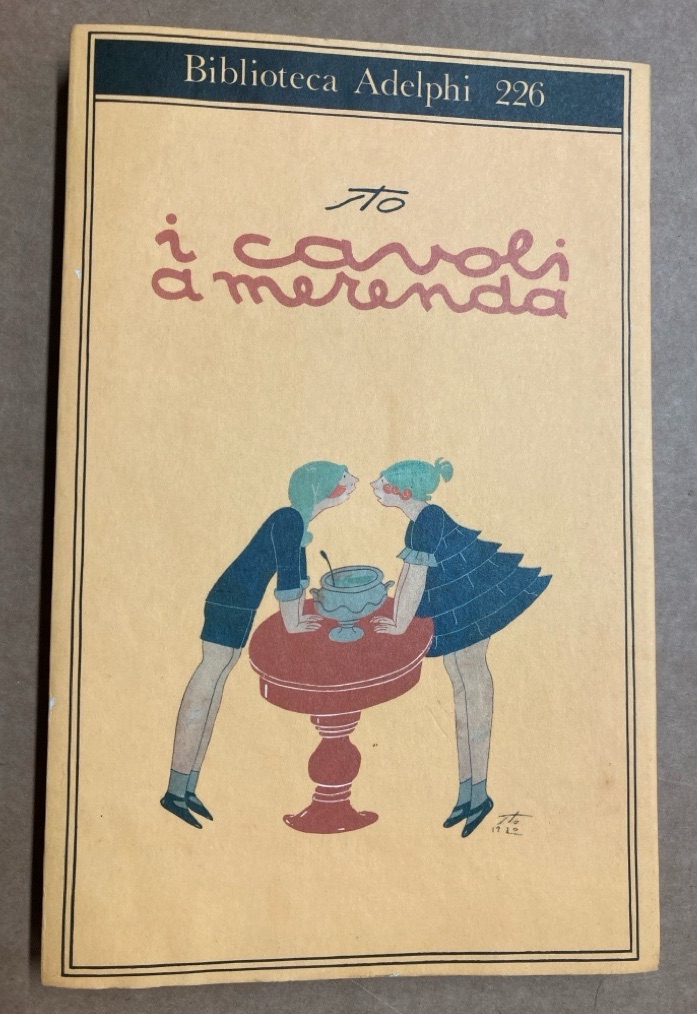 Biblioteca Adelphi 226
sto
i cavoli
a merenda
sto
1920